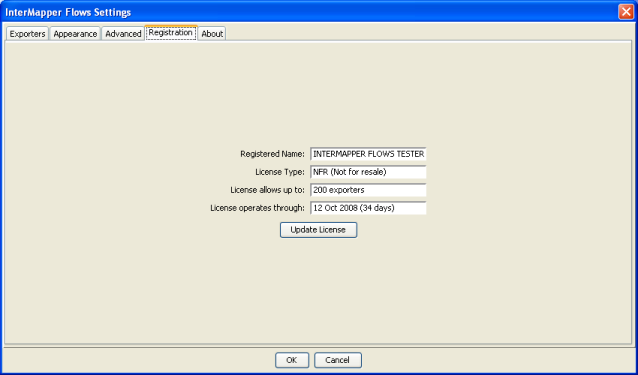 InterMapper Flows Settings
Exporters Appearance Advanced Registration About
Registered Name: INTERMAPPER FLOWS TESTER
License Type: NFR (Not for resale)
License allows up to: 200 exporters
License operates through: 12 Oct 2008 (34 days)
Update License
OK Cancel